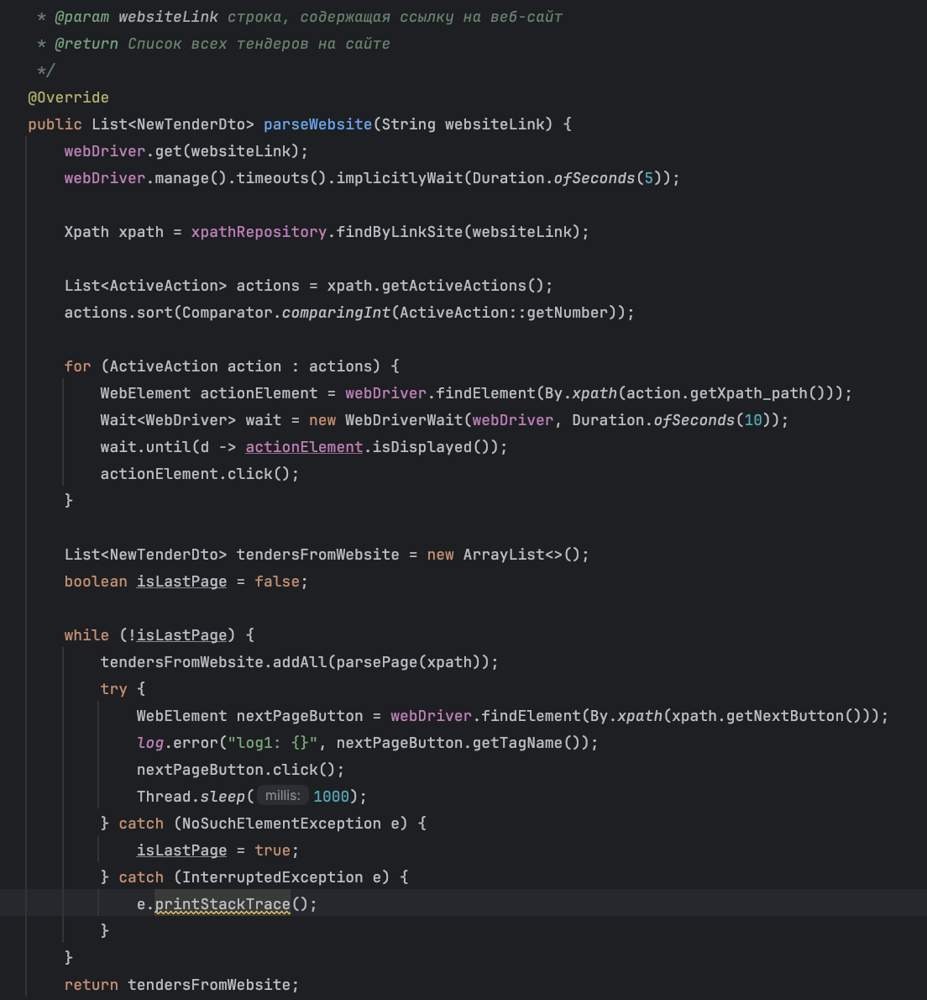 * @param websiteLink строка, содержащая ссылку на веб-сайт
* @return Список всех тендеров на сайте
*/
@Override
public List<NewTenderDto> parseWebsite(String websiteLink) {
    webDriver.get(websiteLink);
    webDriver.manage().timeouts().implicitlyWait(Duration.ofSeconds(5));

    Xpath xpath = xpathRepository.findByLinkSite(websiteLink);

    List<ActiveAction> actions = xpath.getActiveActions();
    actions.sort(Comparator.comparingInt(ActiveAction::getNumber));

    for (ActiveAction action : actions) {
        WebElement actionElement = webDriver.findElement(By.xpath(action.getXpath_path()));
        Wait<WebDriver> wait = new WebDriverWait(webDriver, Duration.ofSeconds(10));
        wait.until(d -> actionElement.isDisplayed());
        actionElement.click();
    }

    List<NewTenderDto> tendersFromWebsite = new ArrayList<>();
    boolean isLastPage = false;

    while (!isLastPage) {
        tendersFromWebsite.addAll(parsePage(xpath));
        try {
            WebElement nextPageButton = webDriver.findElement(By.xpath(xpath.getNextButton()));
            log.error("log1: {}", nextPageButton.getTagName());
            nextPageButton.click();
            Thread.sleep( millis: 1000);
        } catch (NoSuchElementException e) {
            isLastPage = true;
        } catch (InterruptedException e) {
            e.printStackTrace();
        }
    }
    return tendersFromWebsite;